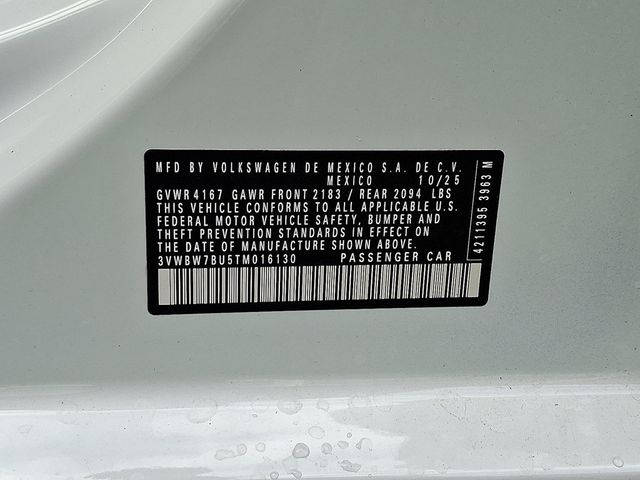 MFD BY VOLKSWAGEN DE MEXICO S.A. DE C.V.
MEXICO 10/25
GVWR 4167 GAWR FRONT 2183 / REAR 2094 LBS
THIS VEHICLE CONFORMS TO ALL APPLICABLE U.S.
FEDERAL MOTOR VEHICLE SAFETY, BUMPER AND
THEFT PREVENTION STANDARDS IN EFFECT ON
THE DATE OF MANUFACTURE SHOWN ABOVE.
3VWBW7BU5TM016130 PASSENGER CAR
4211395 3963 M